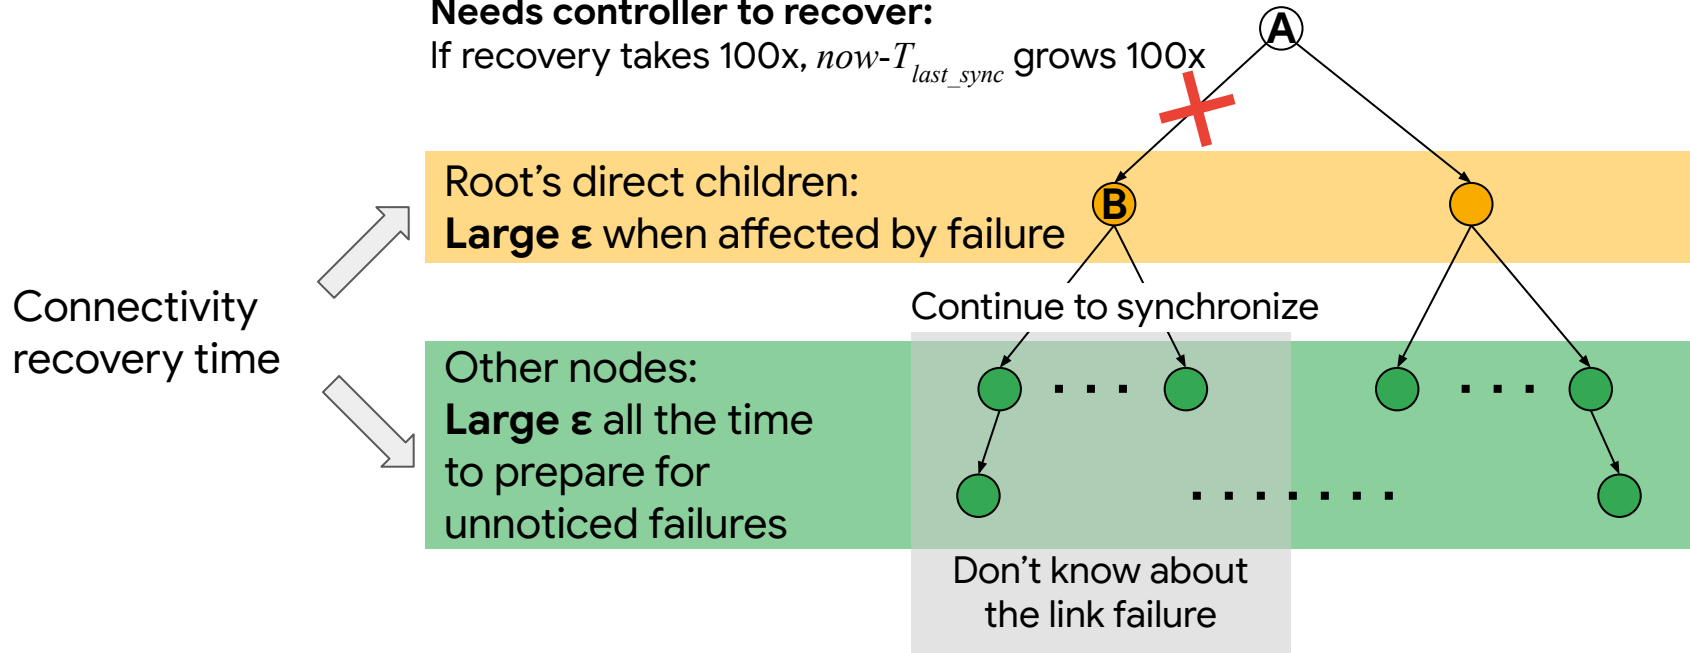 Needs controller to recover:
If recovery takes 100x, now-T_last_sync grows 100x
A
Root's direct children:
Large ε when affected by failure
B
Connectivity
recovery time
Continue to synchronize
Other nodes:
Large ε all the time
to prepare for
unnoticed failures
Don't know about
the link failure